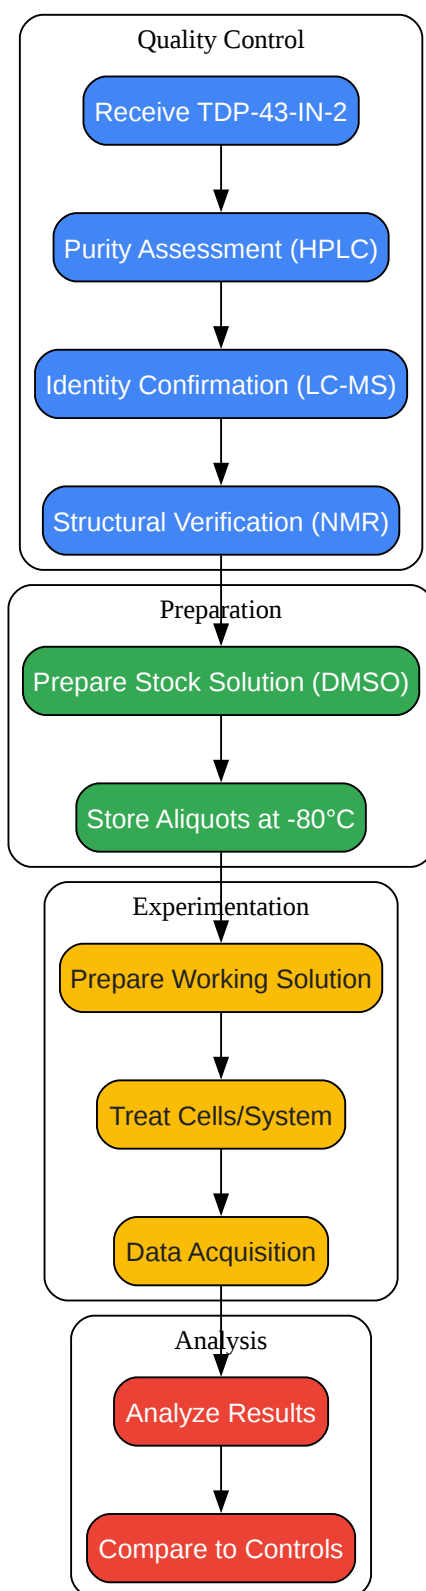 Quality Control
Receive TDP-43-IN-2
Purity Assessment (HPLC)
Identity Confirmation (LC-MS)
Structural Verification (NMR)
Preparation
Prepare Stock Solution (DMSO)
Store Aliquots at -80°C
Experimentation
Prepare Working Solution
Treat Cells/System
Data Acquisition
Analysis
Analyze Results
Compare to Controls